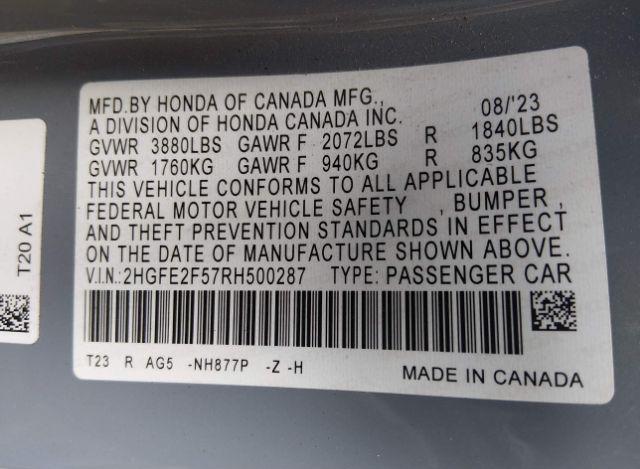 MFD.BY HONDA OF CANADA MFG., 08/'23
A DIVISION OF HONDA CANADA INC.
GVWR 3880LBS GAWR F 2072LBS R 1840LBS
GVWR 1760KG GAWR F 940KG R 835KG
THIS VEHICLE CONFORMS TO ALL APPLICABLE
FEDERAL MOTOR VEHICLE SAFETY , BUMPER ,
AND THEFT PREVENTION STANDARDS IN EFFECT
ON THE DATE OF MANUFACTURE SHOWN ABOVE.
V.I.N.:2HGFE2F57RH500287 TYPE: PASSENGER CAR
T23 R AG5 -NH877P -Z -H
MADE IN CANADA
T20 A1